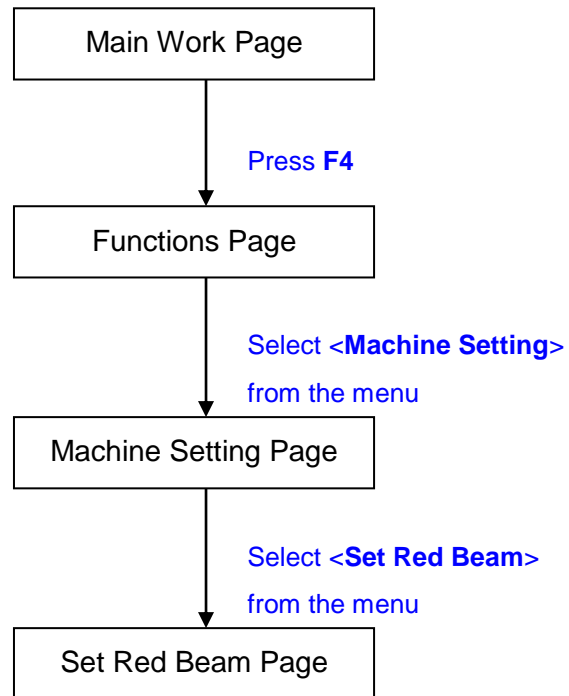 Main Work Page
Press F4
Functions Page
Select <Machine Setting>
from the menu
Machine Setting Page
Select <Set Red Beam>
from the menu
Set Red Beam Page